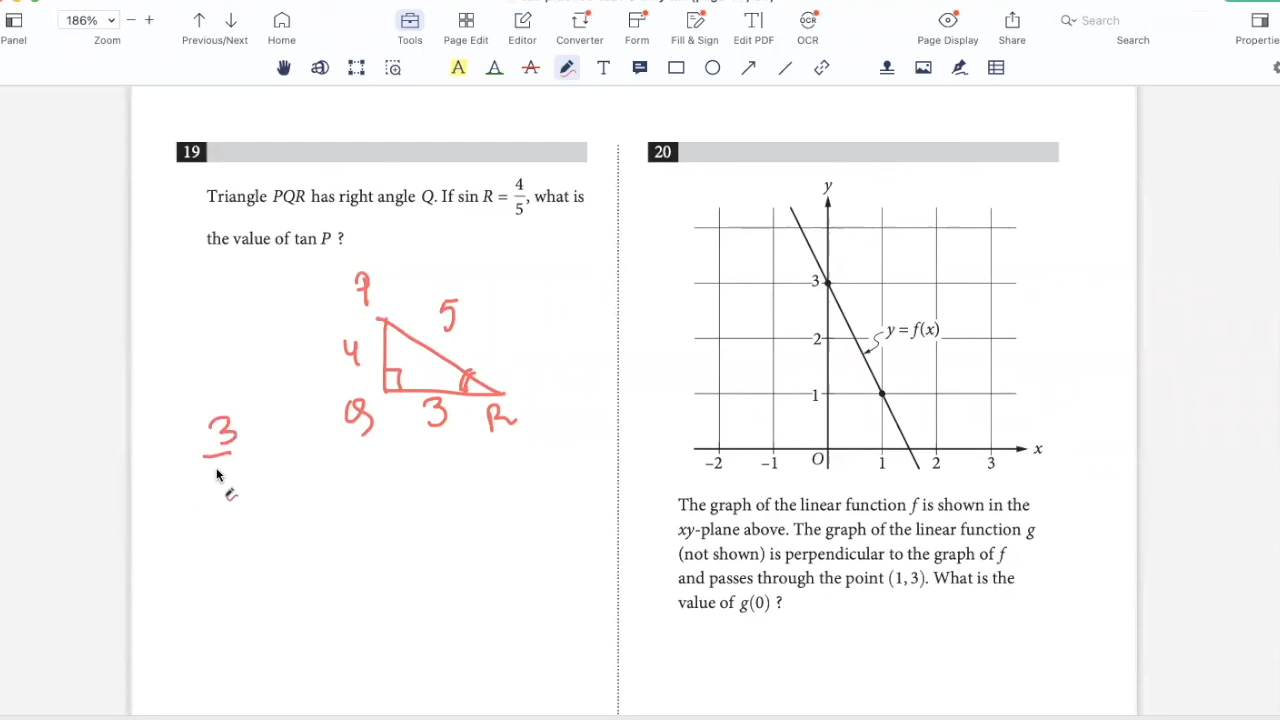 186%
Panel
Zoom
Previous/Next
Home
Tools
Page Edit
Editor
Converter
Form
Fill & Sign
Edit PDF
OCR
OCR
Page Display
Share
Search
Search
Propertie
A
A
A
T
19
Triangle PQR has right angle Q. If sin R = 4/5, what is
the value of tan P ?
P
5
4
Q
3
R
3
20
y
3
2
1
y = f(x)
-2
-1
O
1
2
3
x
The graph of the linear function f is shown in the
xy-plane above. The graph of the linear function g
(not shown) is perpendicular to the graph of f
and passes through the point (1, 3). What is the
value of g(0) ?